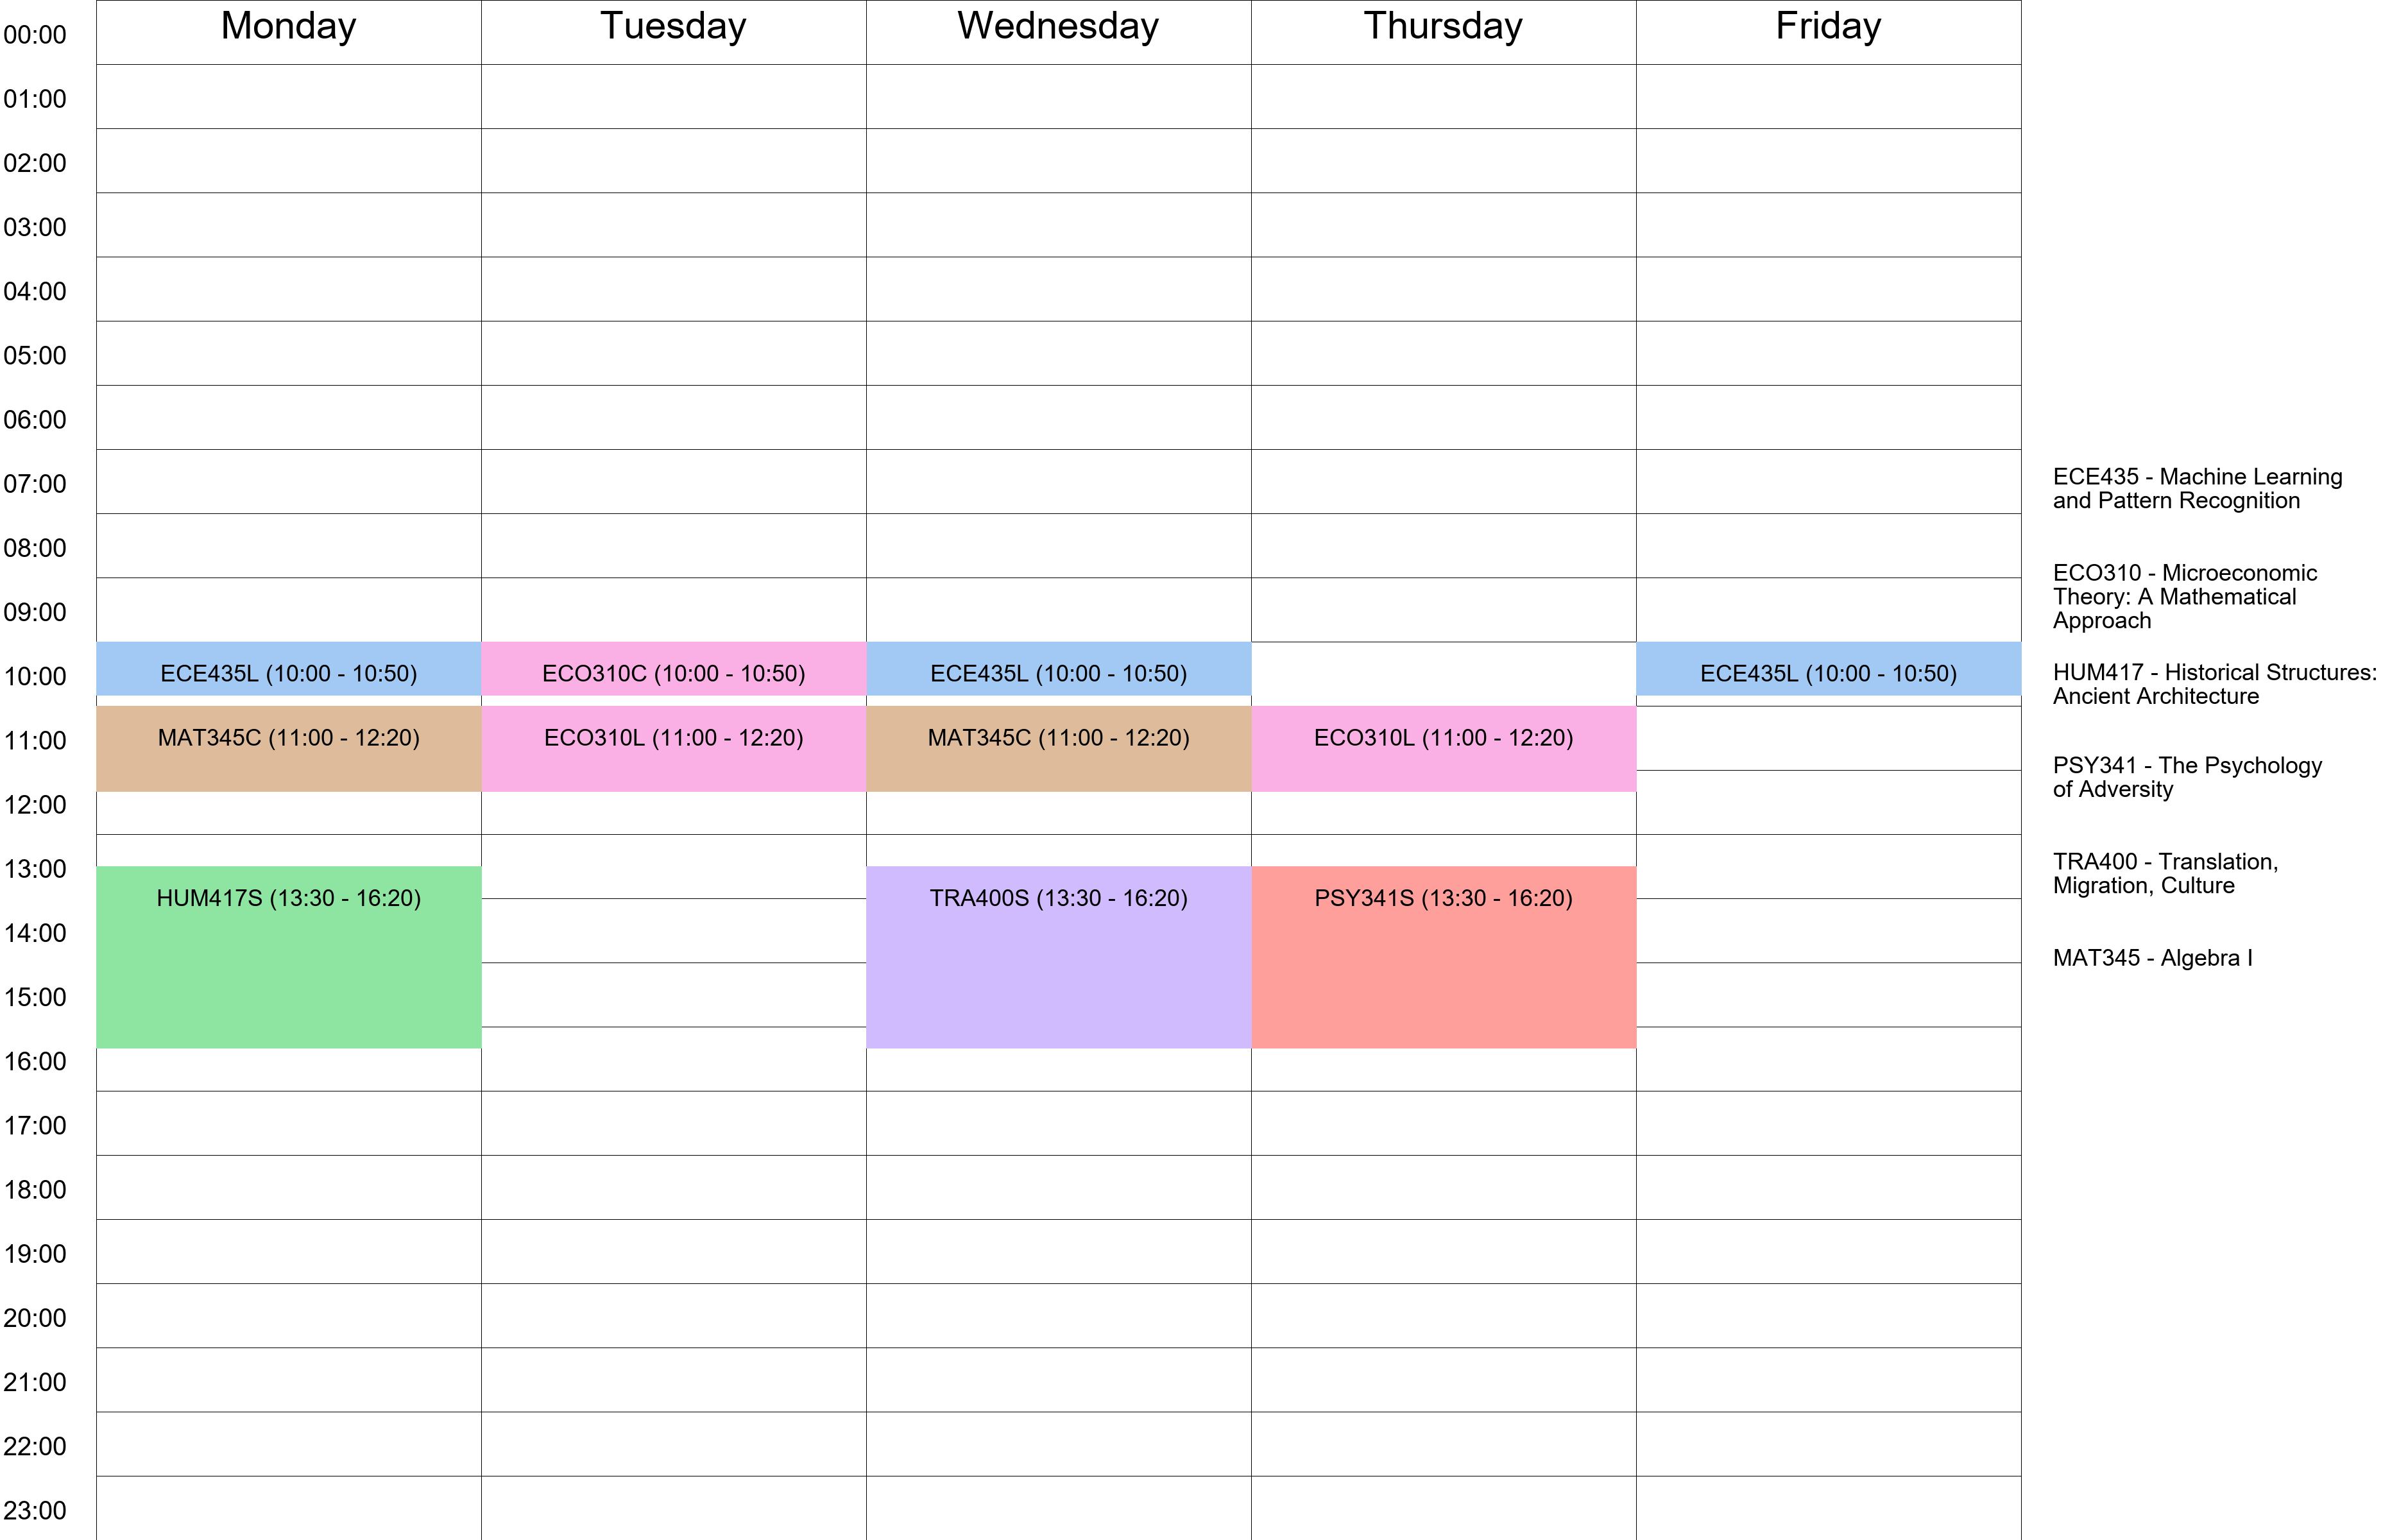 Monday Tuesday Wednesday Thursday Friday
00:00
01:00
02:00
03:00
04:00
05:00
06:00
07:00
08:00
09:00
10:00 ECE435L (10:00 - 10:50) ECO310C (10:00 - 10:50) ECE435L (10:00 - 10:50) ECE435L (10:00 - 10:50)
11:00 MAT345C (11:00 - 12:20) ECO310L (11:00 - 12:20) MAT345C (11:00 - 12:20) ECO310L (11:00 - 12:20)
12:00
13:00
HUM417S (13:30 - 16:20) TRA400S (13:30 - 16:20) PSY341S (13:30 - 16:20)
14:00
15:00
16:00
17:00
18:00
19:00
20:00
21:00
22:00
23:00
ECE435 - Machine Learning
and Pattern Recognition
ECO310 - Microeconomic
Theory: A Mathematical
Approach
HUM417 - Historical Structures:
Ancient Architecture
PSY341 - The Psychology
of Adversity
TRA400 - Translation,
Migration, Culture
MAT345 - Algebra I